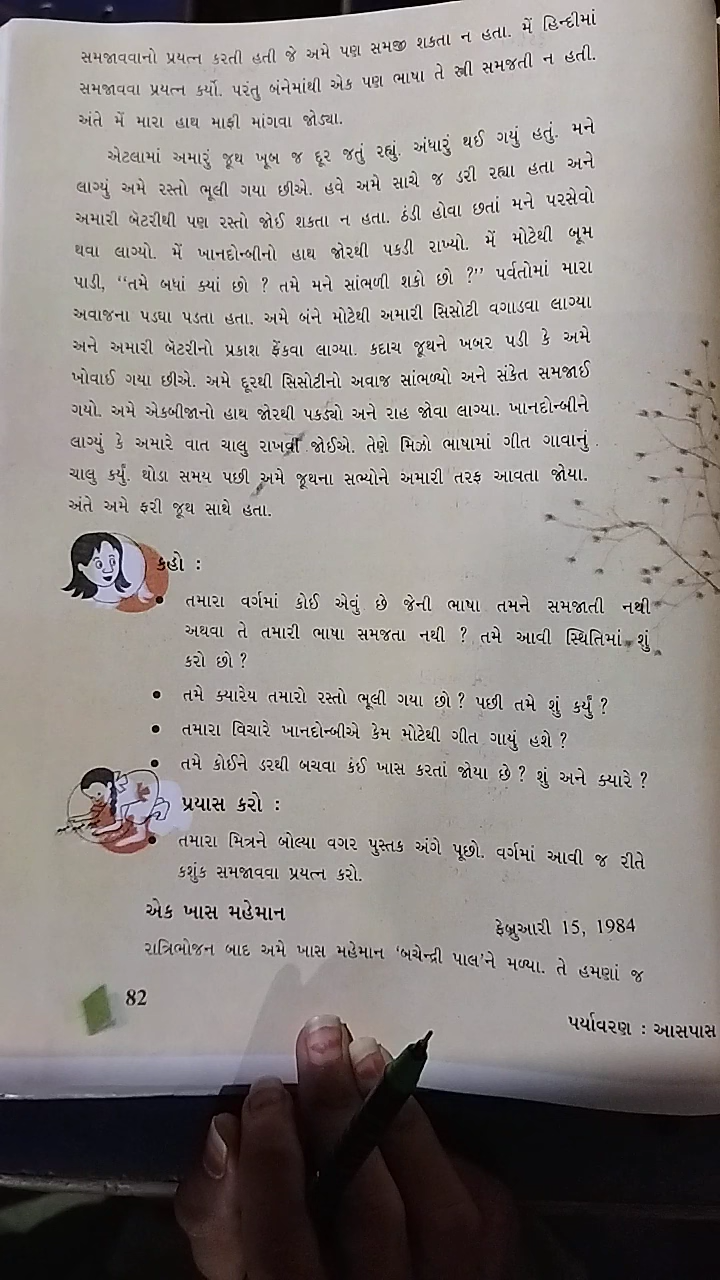 સમજાવવાનો પ્રયત્ન કરતી હતી જે અમે પણ સમજી શકતા ન હતા. મેં હિન્દીમાં
સમજાવવા પ્રયત્ન કર્યો. પરંતુ બંનેમાંથી એક પણ ભાષા તે સ્ત્રી સમજતી ન હતી.
અંતે મેં મારા હાથ માફી માંગવા જોડ્યા.
એટલામાં અમારું જૂથ ખૂબ જ દૂર જતું રહ્યું. અંધારું થઈ ગયું હતું. મને
લાગ્યું અમે રસ્તો ભૂલી ગયા છીએ. હવે અમે સાચે જ ડરી રહ્યા હતા અને
અમારી બૅટરીથી પણ રસ્તો જોઈ શકતા ન હતા. ઠંડી હોવા છતાં મને પરસેવો
થવા લાગ્યો. મેં ખાનદોન્બીનો હાથ જોરથી પકડી રાખ્યો. મેં મોટેથી બૂમ
પાડી, “તમે બધાં ક્યાં છો ? તમે મને સાંભળી શકો છો ?” પર્વતોમાં મારા
અવાજના પડઘા પડતા હતા. અમે બંને મોટેથી અમારી સિસોટી વગાડવા લાગ્યા
અને અમારી બૅટરીનો પ્રકાશ ફેંકવા લાગ્યા. કદાચ જૂથને ખબર પડી કે અમે
ખોવાઈ ગયા છીએ. અમે દૂરથી સિસોટીનો અવાજ સાંભળ્યો અને સંકેત સમજાઈ
ગયો. અમે એકબીજાનો હાથ જોરથી પકડ્યો અને રાહ જોવા લાગ્યા. ખાનદોન્બીને
લાગ્યું કે અમારે વાત ચાલુ રાખવી જોઈએ. તેણે મિઝો ભાષામાં ગીત ગાવાનું
ચાલુ કર્યું. થોડા સમય પછી અમે જૂથના સભ્યોને અમારી તરફ આવતા જોયા.
અંતે અમે ફરી જૂથ સાથે હતા.
કહો :
• તમારા વર્ગમાં કોઈ એવું છે જેની ભાષા તમને સમજાતી નથી
અથવા તે તમારી ભાષા સમજતા નથી ? તમે આવી સ્થિતિમાં શું
કરો છો ?
• તમે ક્યારેય તમારો રસ્તો ભૂલી ગયા છો ? પછી તમે શું કર્યું ?
• તમારા વિચારે ખાનદોન્બીએ કેમ મોટેથી ગીત ગાયું હશે ?
• તમે કોઈને ડરથી બચવા કંઈ ખાસ કરતાં જોયા છે ? શું અને ક્યારે ?
પ્રયાસ કરો :
• તમારા મિત્રને બોલ્યા વગર પુસ્તક અંગે પૂછો. વર્ગમાં આવી જ રીતે
કશુંક સમજાવવા પ્રયત્ન કરો.
એક ખાસ મહેમાન
ફેબ્રુઆરી 15, 1984
રાત્રિભોજન બાદ અમે ખાસ મહેમાન ‘બચેન્દ્રી પાલ’ને મળ્યા. તે હમણાં જ
82
પર્યાવરણ : આસપાસ